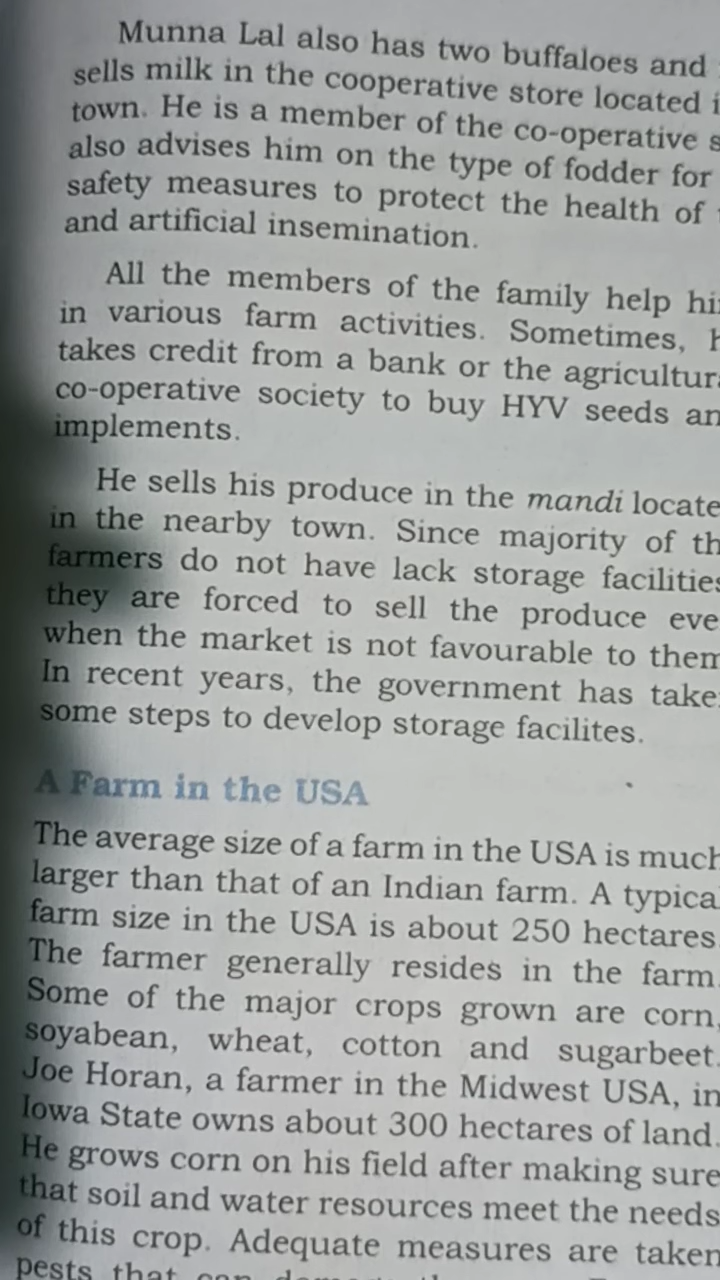 Munna Lal also has two buffaloes and
sells milk in the cooperative store located i
town. He is a member of the co-operative s
also advises him on the type of fodder for
safety measures to protect the health of
and artificial insemination.
All the members of the family help hi
in various farm activities. Sometimes, h
takes credit from a bank or the agricultur
co-operative society to buy HYV seeds an
implements.
He sells his produce in the mandi locate
in the nearby town. Since majority of th
farmers do not have lack storage facilities
they are forced to sell the produce eve
when the market is not favourable to them
In recent years, the government has take
some steps to develop storage facilites.
A Farm in the USA
The average size of a farm in the USA is much
larger than that of an Indian farm. A typica
farm size in the USA is about 250 hectares.
The farmer generally resides in the farm.
Some of the major crops grown are corn,
soyabean, wheat, cotton and sugarbeet.
Joe Horan, a farmer in the Midwest USA, in
Iowa State owns about 300 hectares of land.
He grows corn on his field after making sure
that soil and water resources meet the needs
of this crop. Adequate measures are taken
pests that can